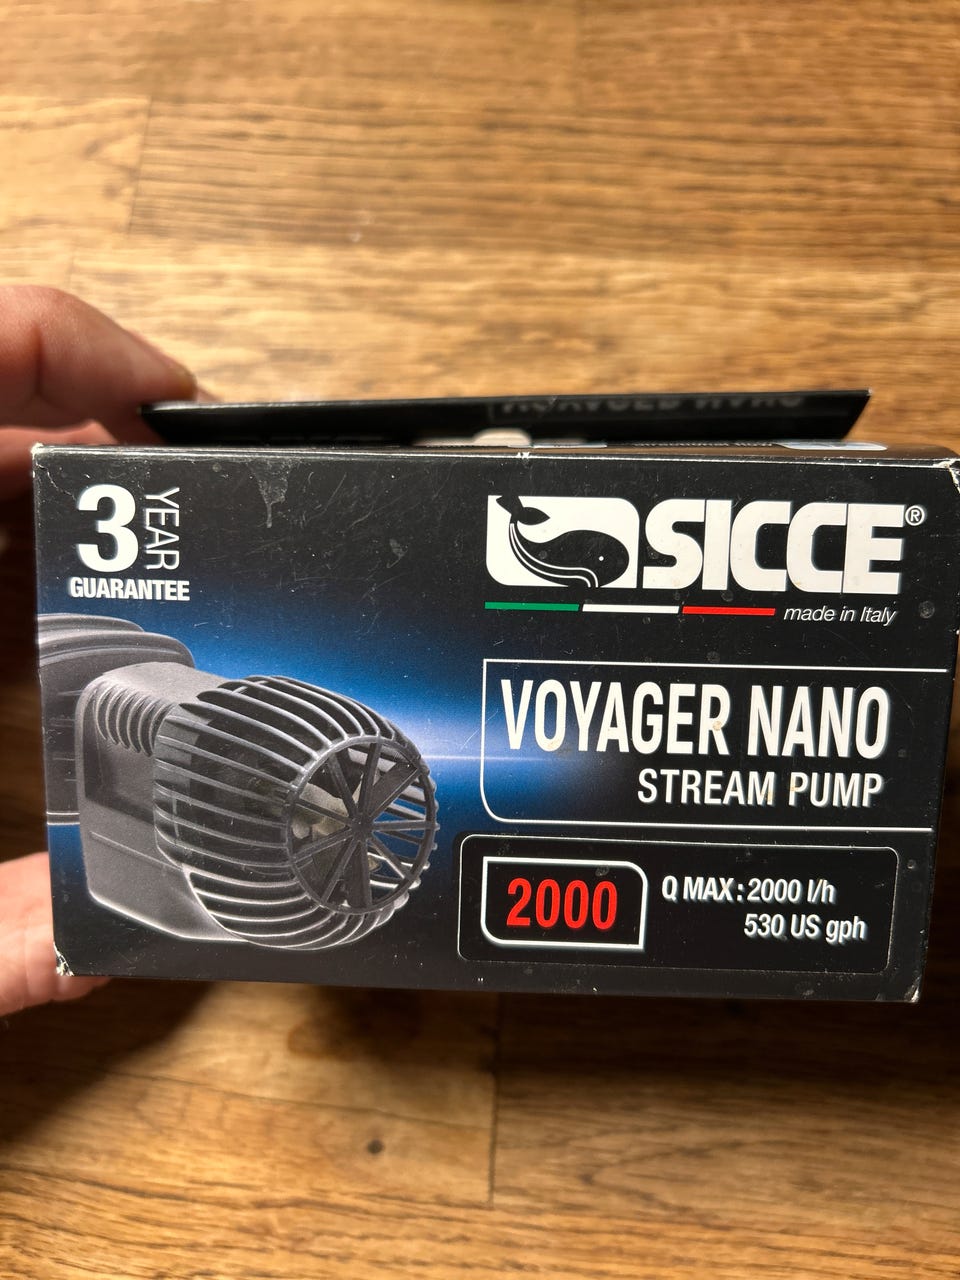 3 YEAR
GUARANTEE
SICCE®
made in Italy
VOYAGER NANO
STREAM PUMP
2000
Q MAX: 2000 l/h
530 US gph